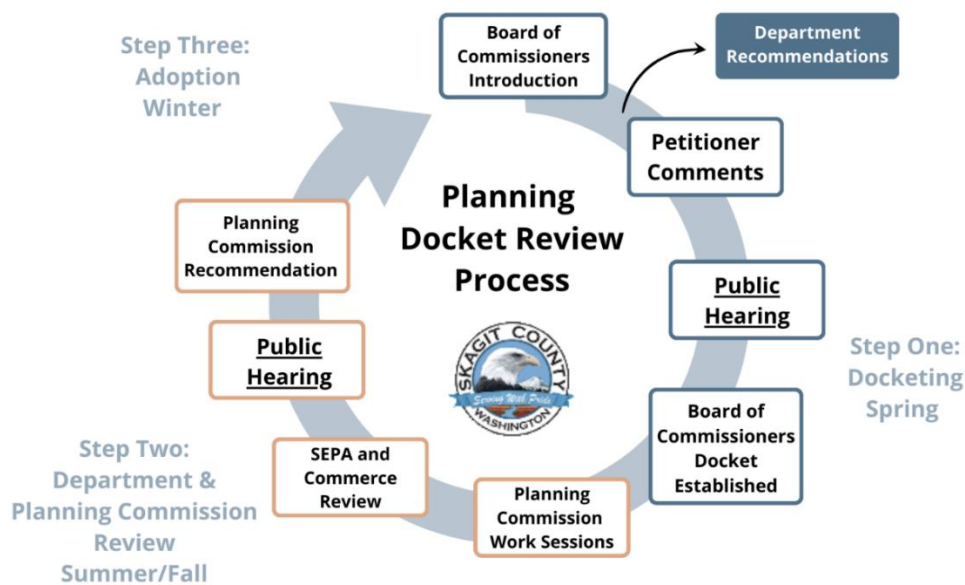 Step Three:
Adoption
Winter
Board of
Commissioners
Introduction
Department
Recommendations
Petitioner
Comments
Planning
Docket Review
Process
Planning
Commission
Recommendation
Public
Hearing
Public
Hearing
SKAGIT COUNTY
Serving With Pride
WASHINGTON
Step One:
Docketing
Spring
Board of
Commissioners
Docket
Established
Step Two:
Department &
Planning Commission
Review
Summer/Fall
SEPA and
Commerce
Review
Planning
Commission
Work Sessions